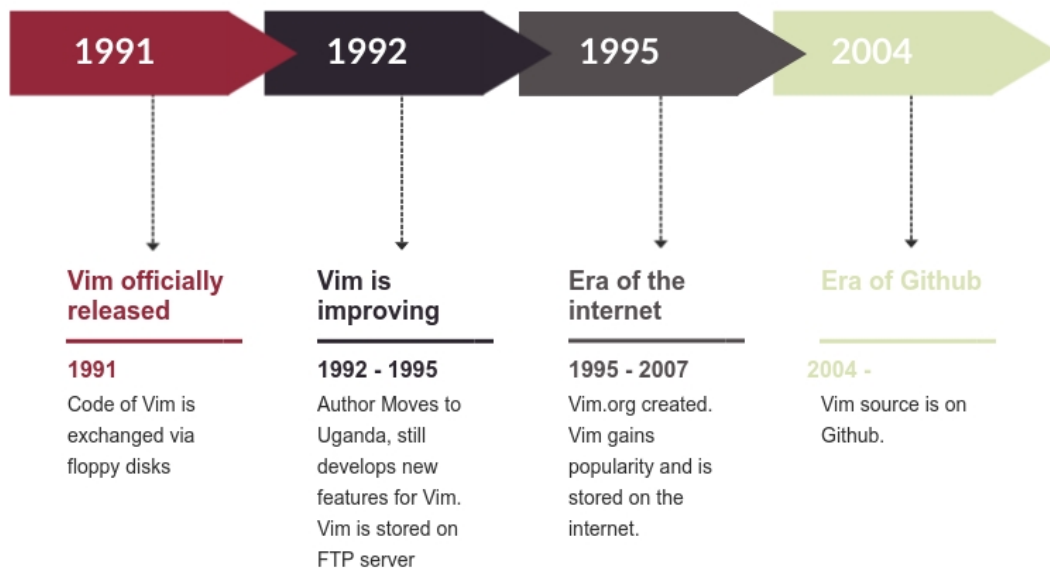 1991
1992
1995
2004
Vim officially
released
1991
Code of Vim is
exchanged via
floppy disks
Vim is
improving
1992 - 1995
Author Moves to
Uganda, still
develops new
features for Vim.
Vim is stored on
FTP server
Era of the
internet
1995 - 2007
Vim.org created.
Vim gains
popularity and is
stored on the
internet.
Era of Github
2004 -
Vim source is on
Github.